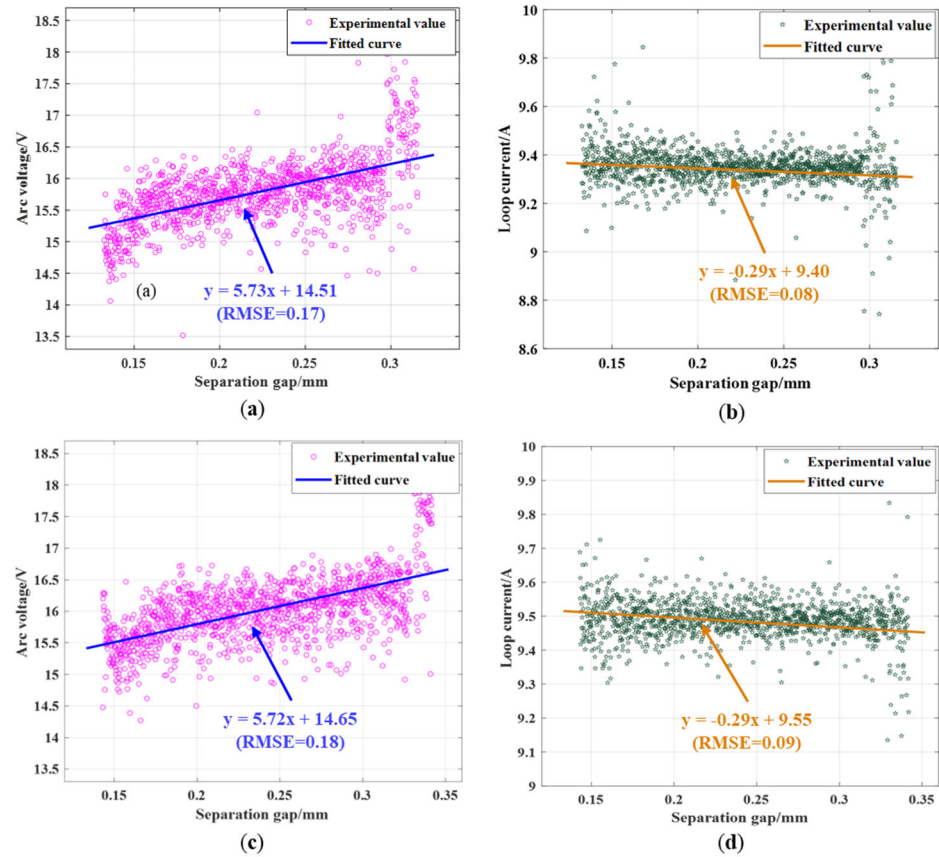 18.5
18
17.5
17
16.5
16
15.5
15
14.5
14
13.5
Arc voltage/V
Experimental value
Fitted curve
(a)
y = 5.73x + 14.51
(RMSE=0.17)
0.15
0.2
0.25
0.3
Separation gap/mm
(a)
10
9.8
9.6
9.4
9.2
9
8.8
8.6
Loop current/A
Experimental value
Fitted curve
y = -0.29x + 9.40
(RMSE=0.08)
0.15
0.2
0.25
0.3
Separation gap/mm
(b)
18.5
18
17.5
17
16.5
16
15.5
15
14.5
14
13.5
Arc voltage/V
Experimental value
Fitted curve
y = 5.72x + 14.65
(RMSE=0.18)
0.15
0.2
0.25
0.3
0.35
Separation gap/mm
(c)
10
9.9
9.8
9.7
9.6
9.5
9.4
9.3
9.2
9.1
9
Loop current/A
Experimental value
Fitted curve
y = -0.29x + 9.55
(RMSE=0.09)
0.15
0.2
0.25
0.3
0.35
Separation gap/mm
(d)